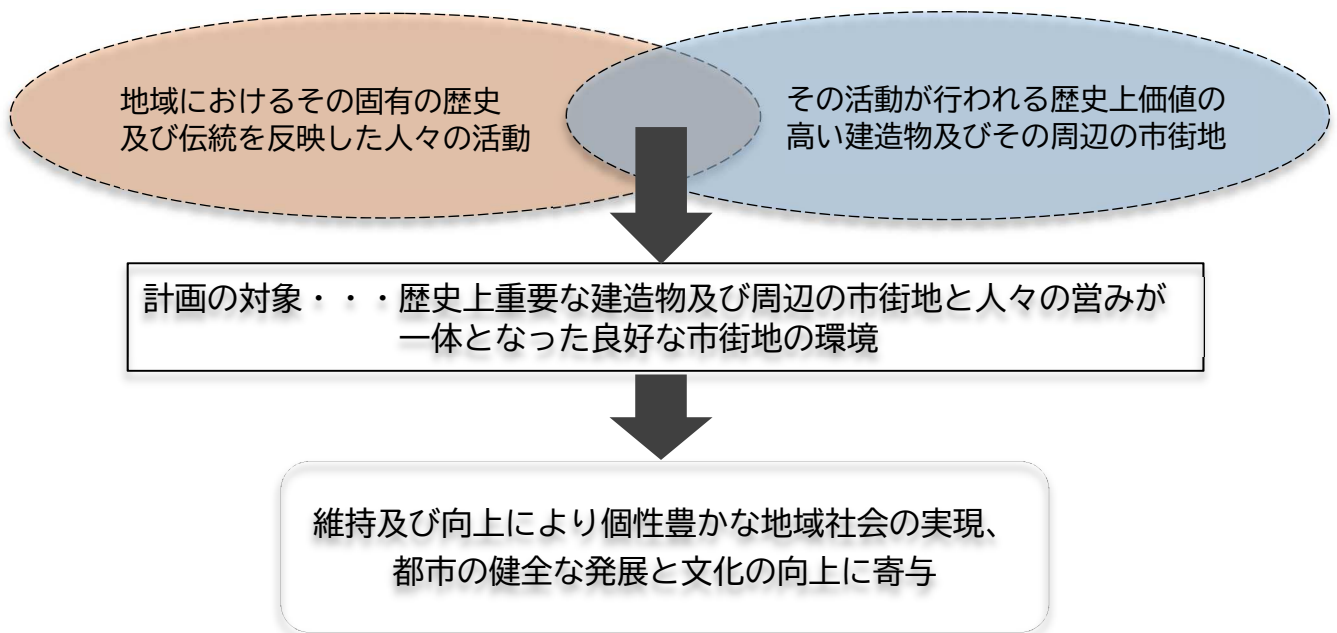 地域におけるその固有の歴史
及び伝統を反映した人々の活動
その活動が行われる歴史上価値の
高い建造物及びその周辺の市街地
計画の対象・・・歴史上重要な建造物及び周辺の市街地と人々の営みが
一体となった良好な市街地の環境
維持及び向上により個性豊かな地域社会の実現、
都市の健全な発展と文化の向上に寄与